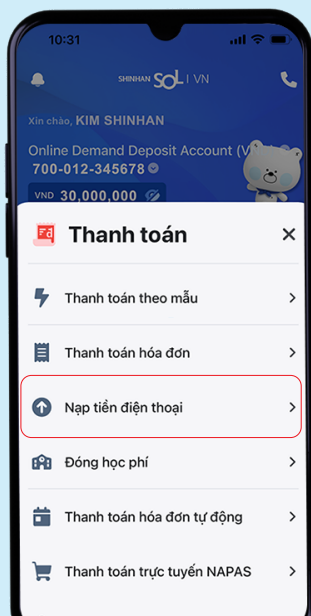 10:31
SHINHAN SOL | VN
Xin chào, KIM SHINHAN
Online Demand Deposit Account (V
700-012-345678
VND 30,000,000
Thanh toán
Thanh toán theo mẫu
Thanh toán hóa đơn
Nạp tiền điện thoại
Đóng học phí
Thanh toán hóa đơn tự động
Thanh toán trực tuyến NAPAS